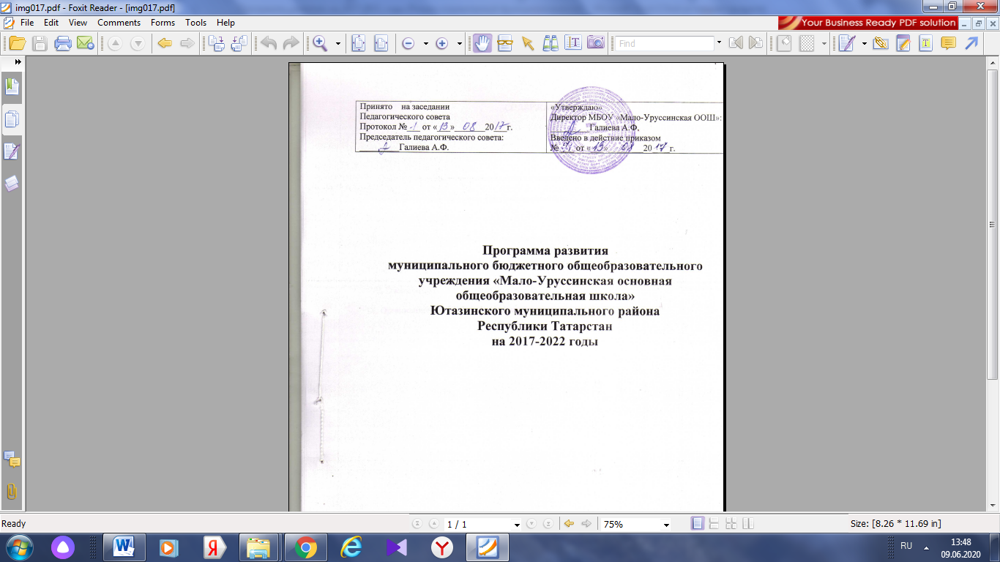 img017.pdf - Foxit Reader - [img017.pdf]
File Edit View Comments Forms Tools Help
Your Business Ready PDF solution
Find
Принято на заседании
Педагогического совета
Протокол № 1 от «13» 08 2017г.
Председатель педагогического совета:
Галиева А.Ф.
«Утверждаю»
Директор МБОУ «Мало-Уруссинская ООШ»:
Галиева А.Ф.
Введено в действие приказом
№ от «13» 08 2017 г.
Программа развития
муниципального бюджетного общеобразовательного
учреждения «Мало-Уруссинская основная
общеобразовательная школа»
Ютазинского муниципального района
Республики Татарстан
на 2017-2022 годы
Ready
1 / 1
75%
Size: [8.26 * 11.69 in]
RU
13:48
09.06.2020